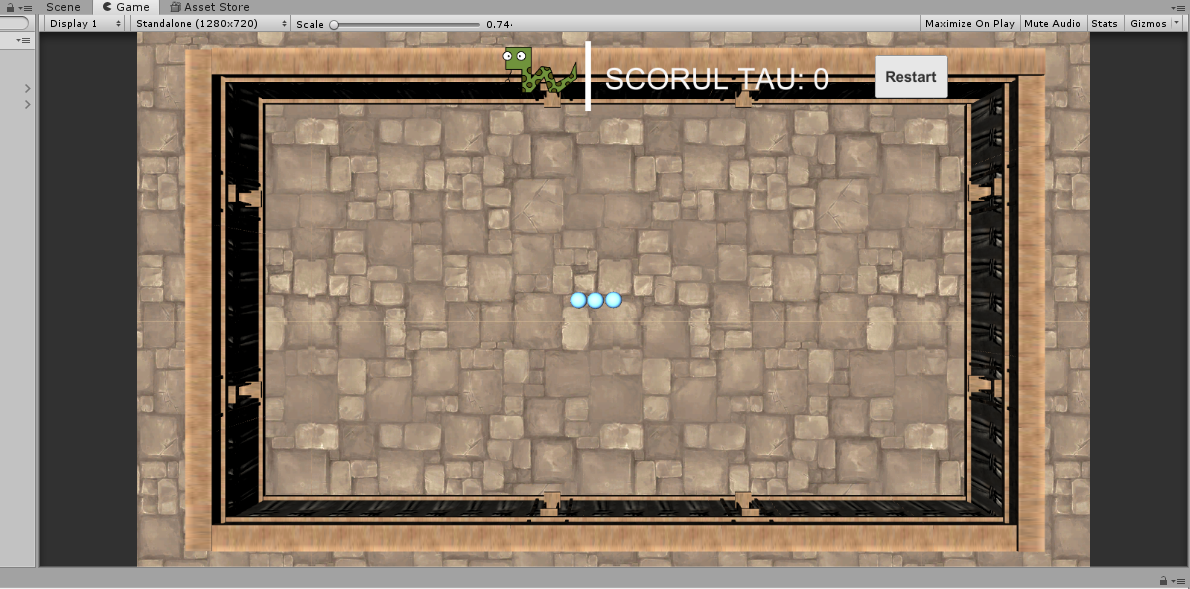 Scene Game Asset Store
Display 1 Standalone (1280x720) Scale 0.74 Maximize On Play Mute Audio Stats Gizmos
SCORUL TAU: 0 Restart